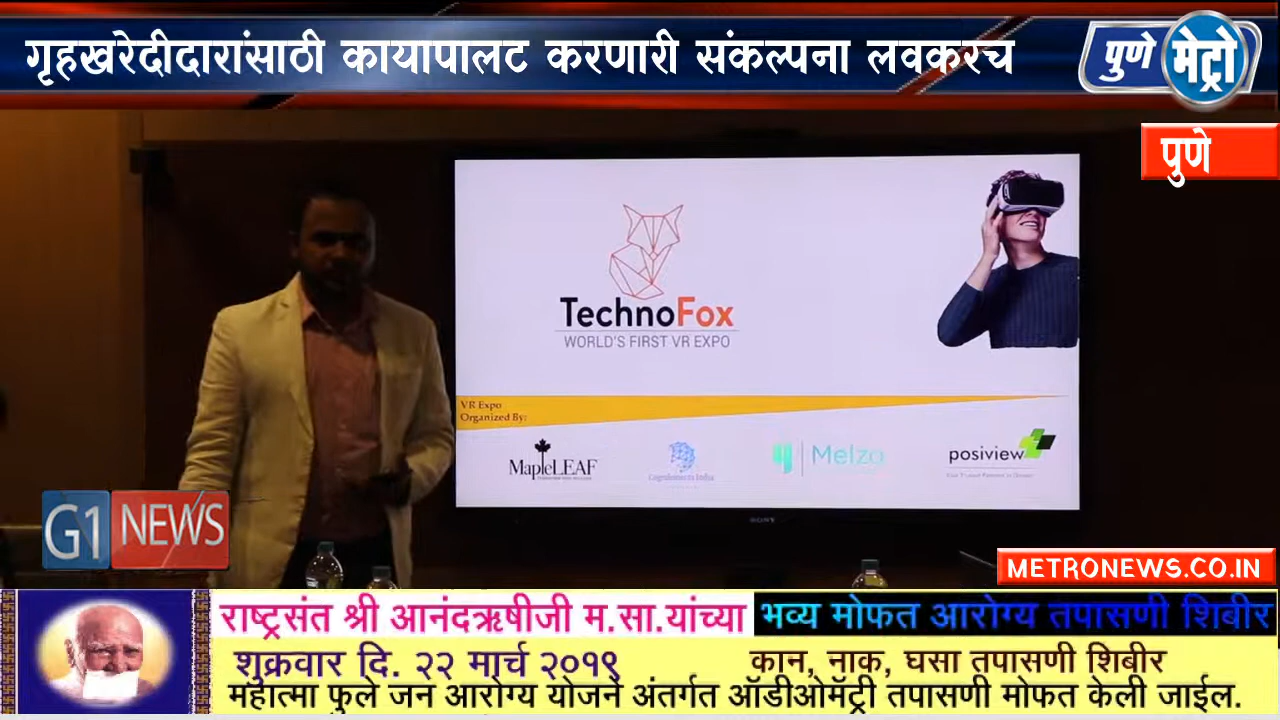 गृहखरेदीदारांसाठी कायापालट करणारी संकल्पना लवकरच
पुणे मेट्रो
पुणे
TechnoFox
WORLD'S FIRST VR EXPO
VR Expo
Organized By:
MapleLEAF
Melzo
posiview
SONY
G1 NEWS
METRONEWS.CO.IN
राष्ट्रसंत श्री आनंदऋषीजी म.सा.यांच्या भव्य मोफत आरोग्य तपासणी शिबीर
शुक्रवार दि. २२ मार्च २०१९ कान, नाक, घसा तपासणी शिबीर
महात्मा फुले जन आरोग्य योजने अंतर्गत ऑडीओमॅट्री तपासणी मोफत केली जाईल.